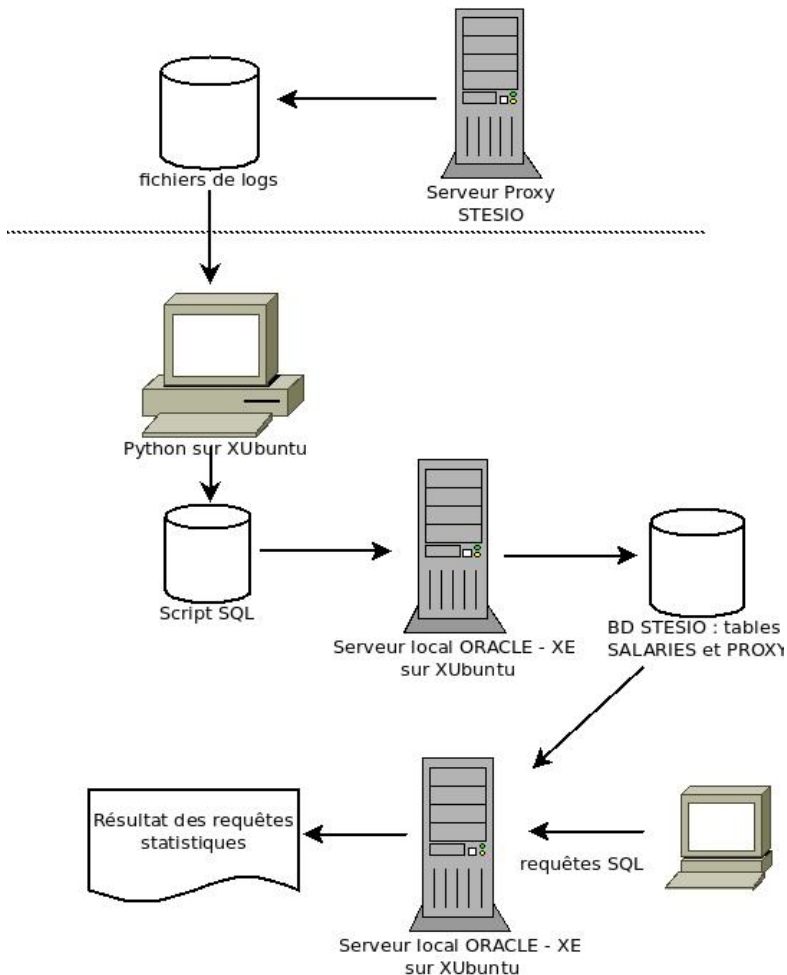 fichiers de logs
Serveur Proxy
STESIO
Python sur XUbuntu
Script SQL
Serveur local ORACLE - XE
sur XUbuntu
BD STESIO : tables
SALARIES et PROXY
Résultat des requêtes
statistiques
requêtes SQL
Serveur local ORACLE - XE
sur XUbuntu